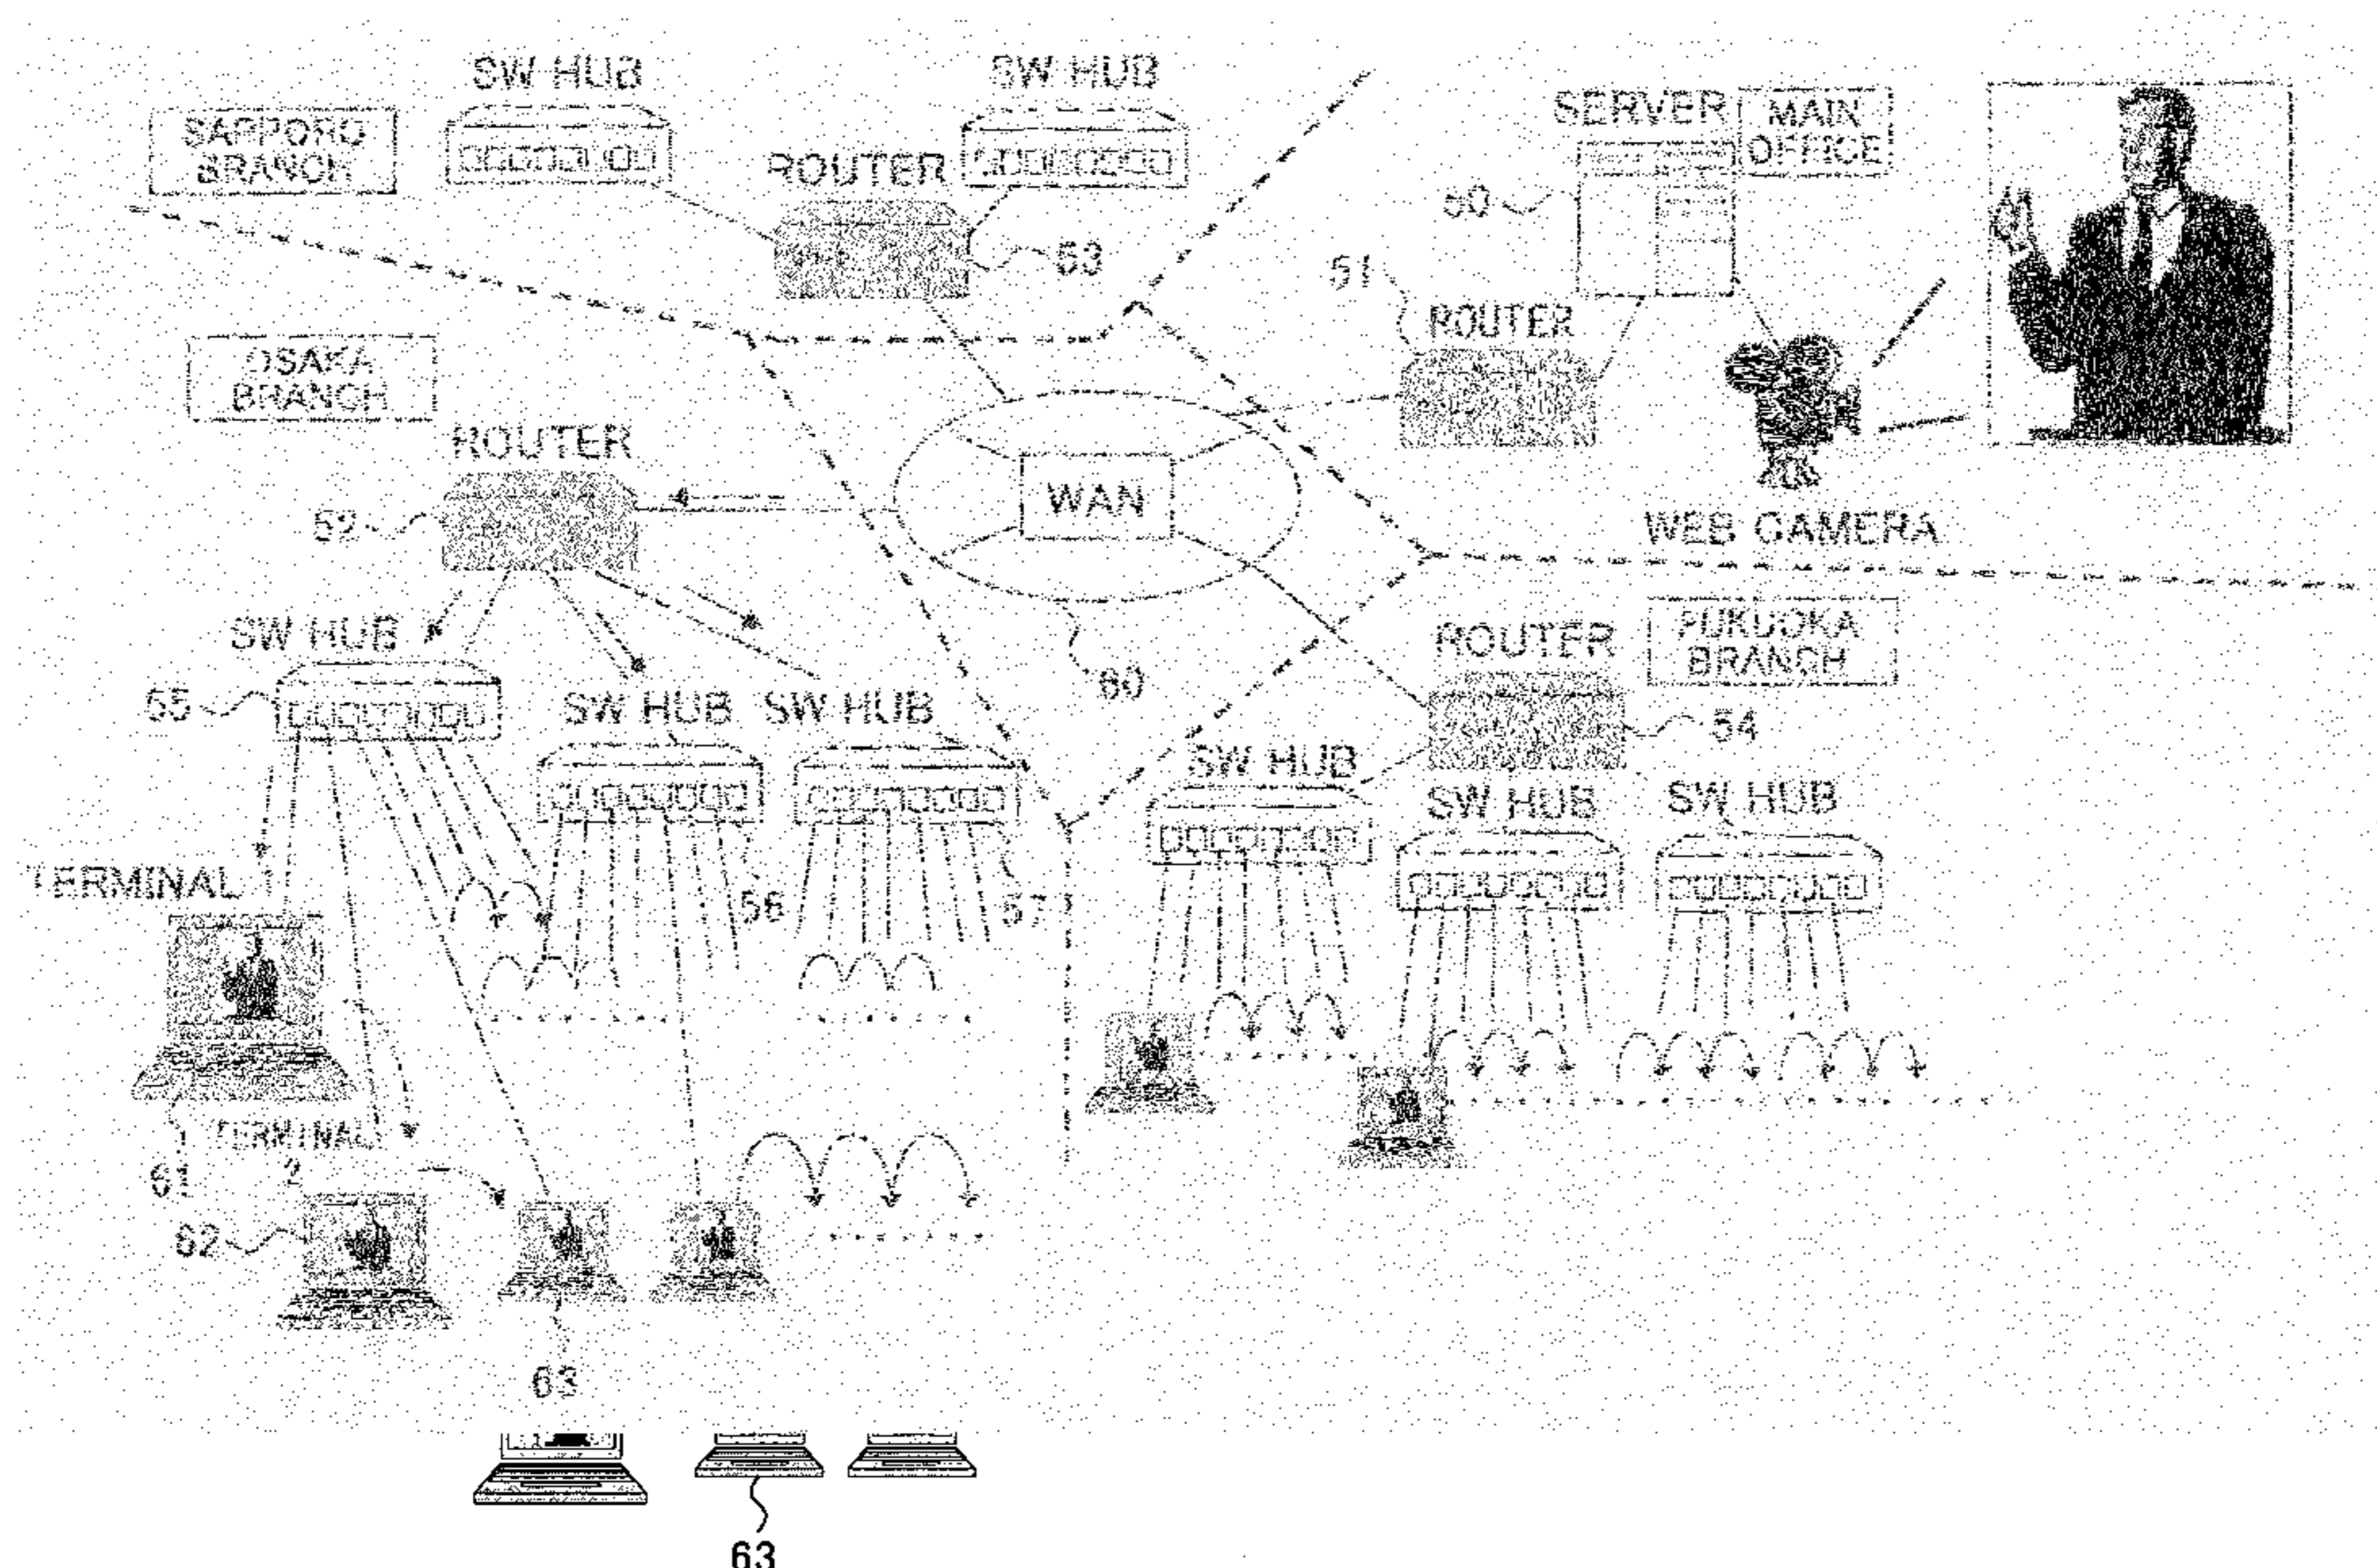 SW HUB
SW HUB
SAPPORO
BRANCH
ROUTER
SERVER
MAIN
OFFICE
50
53
51
ROUTER
OSAKA
BRANCH
ROUTER
WAN
52
WEB CAMERA
SW HUB
ROUTER
FUKUOKA
BRANCH
60
55
SW HUB
SW HUB
54
SW HUB
SW HUB
SW HUB
TERMINAL 1
56
57
TERMINAL
2
61
62
63
63